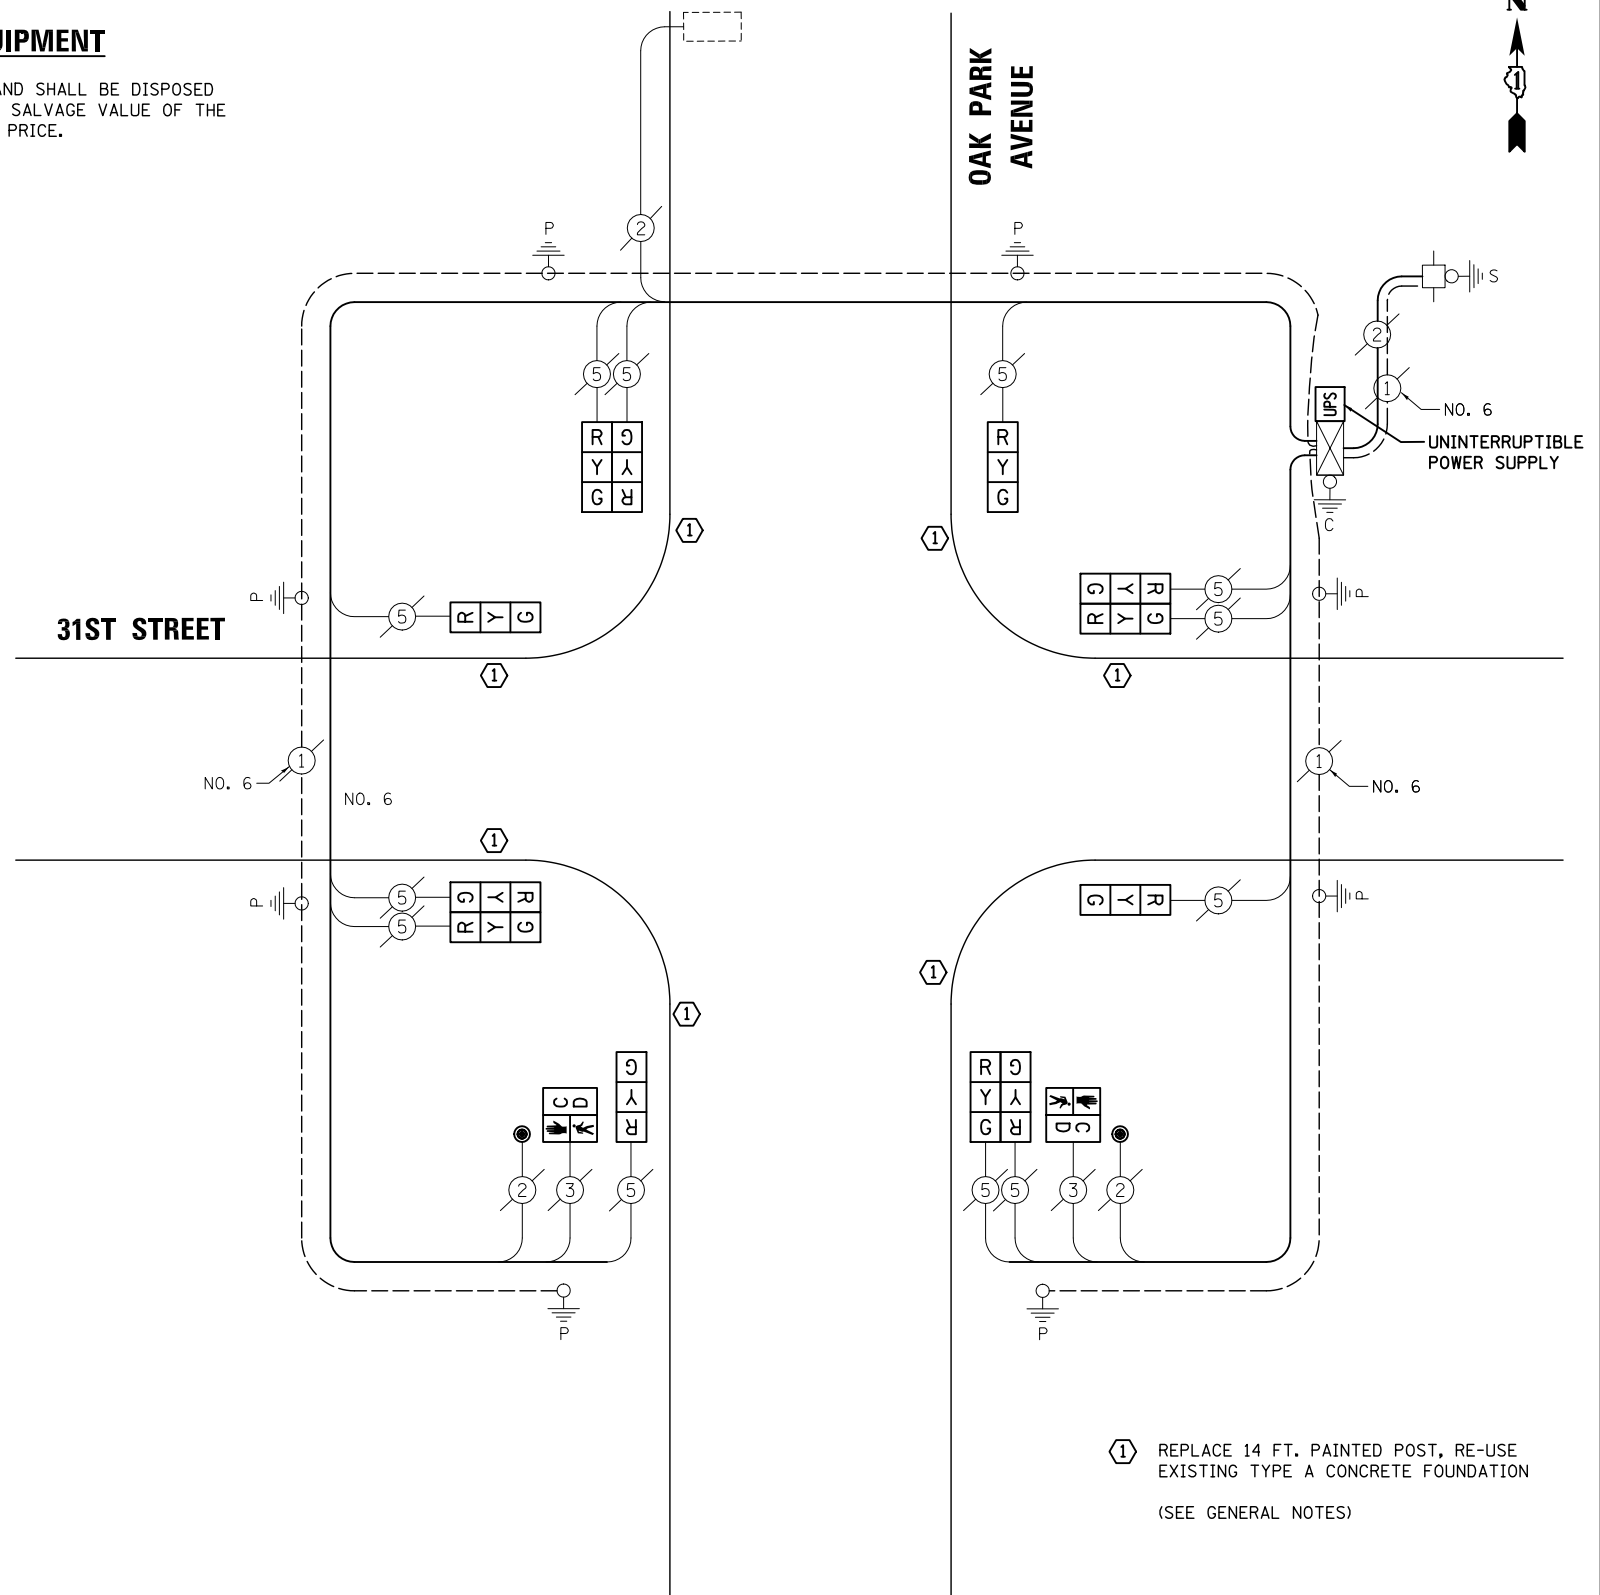 UIPMENT
AND SHALL BE DISPOSED
SALVAGE VALUE OF THE
PRICE.
N
1
OAK PARK
AVENUE
2
P
P
S
2
5
5
5
1
NO. 6
UPS
UNINTERRUPTIBLE
POWER SUPPLY
R G
Y Y
G R
R
Y
G
C
1
1
P
5
R Y G
G Y R
5
R Y G
5
P
31ST STREET
1
1
1
NO. 6
NO. 6
1
NO. 6
1
P
5
G Y R
5
R Y G
G Y R
5
P
1
1
G
Y
R
C D
R G
Y Y
G R
D C
2
3
5
5
5
3
2
P
P
1 REPLACE 14 FT. PAINTED POST, RE-USE
EXISTING TYPE A CONCRETE FOUNDATION
(SEE GENERAL NOTES)